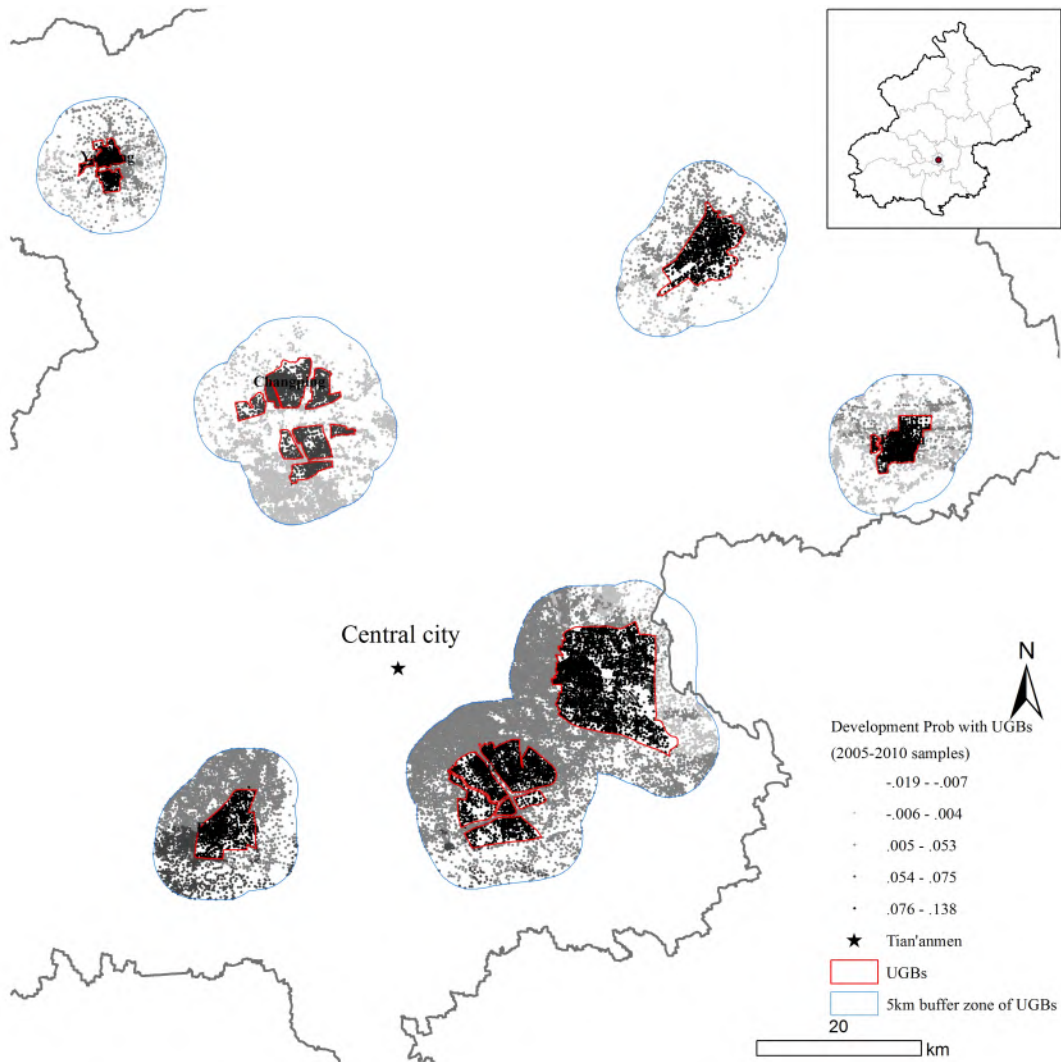 Changping
Central city
N
Development Prob with UGBs
(2005-2010 samples)
-.019 - -.007
-.006 - .004
.005 - .053
.054 - .075
.076 - .138
Tian'anmen
UGBs
5km buffer zone of UGBs
20
km